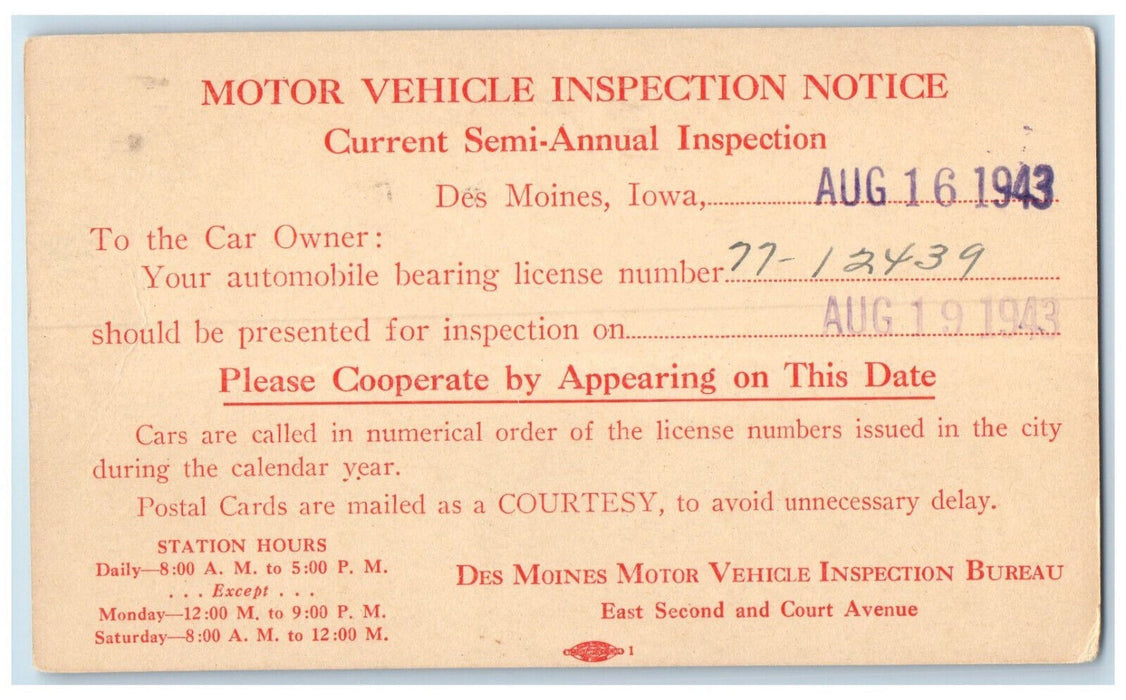 MOTOR VEHICLE INSPECTION NOTICE
Current Semi-Annual Inspection
Des Moines, Iowa, AUG 16 1943
To the Car Owner:
Your automobile bearing license number 77-12439
should be presented for inspection on AUG 19 1943
Please Cooperate by Appearing on This Date
Cars are called in numerical order of the license numbers issued in the city
during the calendar year.
Postal Cards are mailed as a COURTESY, to avoid unnecessary delay.
STATION HOURS
Daily—8:00 A. M. to 5:00 P. M.
. . . Except . . .
Monday—12:00 M. to 9:00 P. M.
Saturday—8:00 A. M. to 12:00 M.
DES MOINES MOTOR VEHICLE INSPECTION BUREAU
East Second and Court Avenue
1